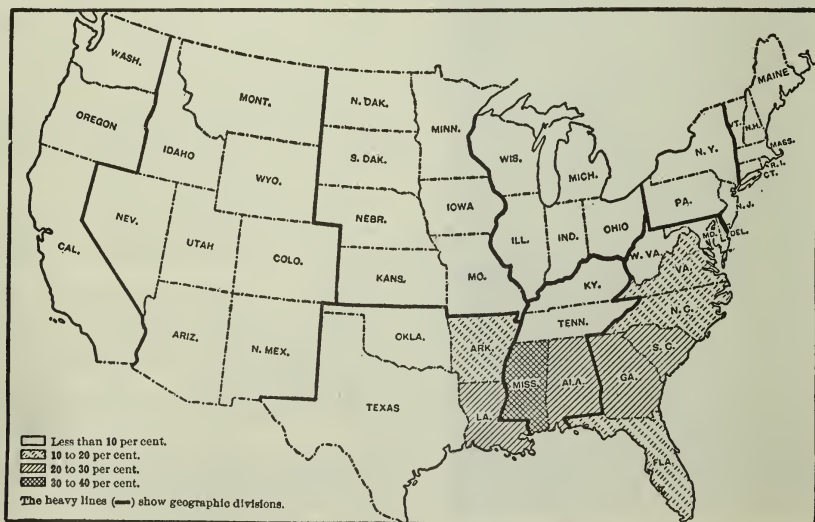 WASH.
OREGON
CAL.
NEV.
IDAHO
MONT.
WYO.
UTAH
COLO.
ARIZ.
N. MEX.
N. DAK.
S. DAK.
NEBR.
KANS.
OKLA.
TEXAS
MINN.
IOWA
MO.
ARK.
LA.
WIS.
MICH.
ILL.
IND.
OHIO
KY.
TENN.
MISS.
ALA.
GA.
FLA.
S. C.
N. C.
VA.
W. VA.
MD.
DEL.
PA.
N. J.
N. Y.
CT.
R. I.
MASS.
VT.
N. H.
MAINE
Less than 10 per cent.
10 to 20 per cent.
20 to 30 per cent.
30 to 40 per cent.
The heavy lines (━) show geographic divisions.